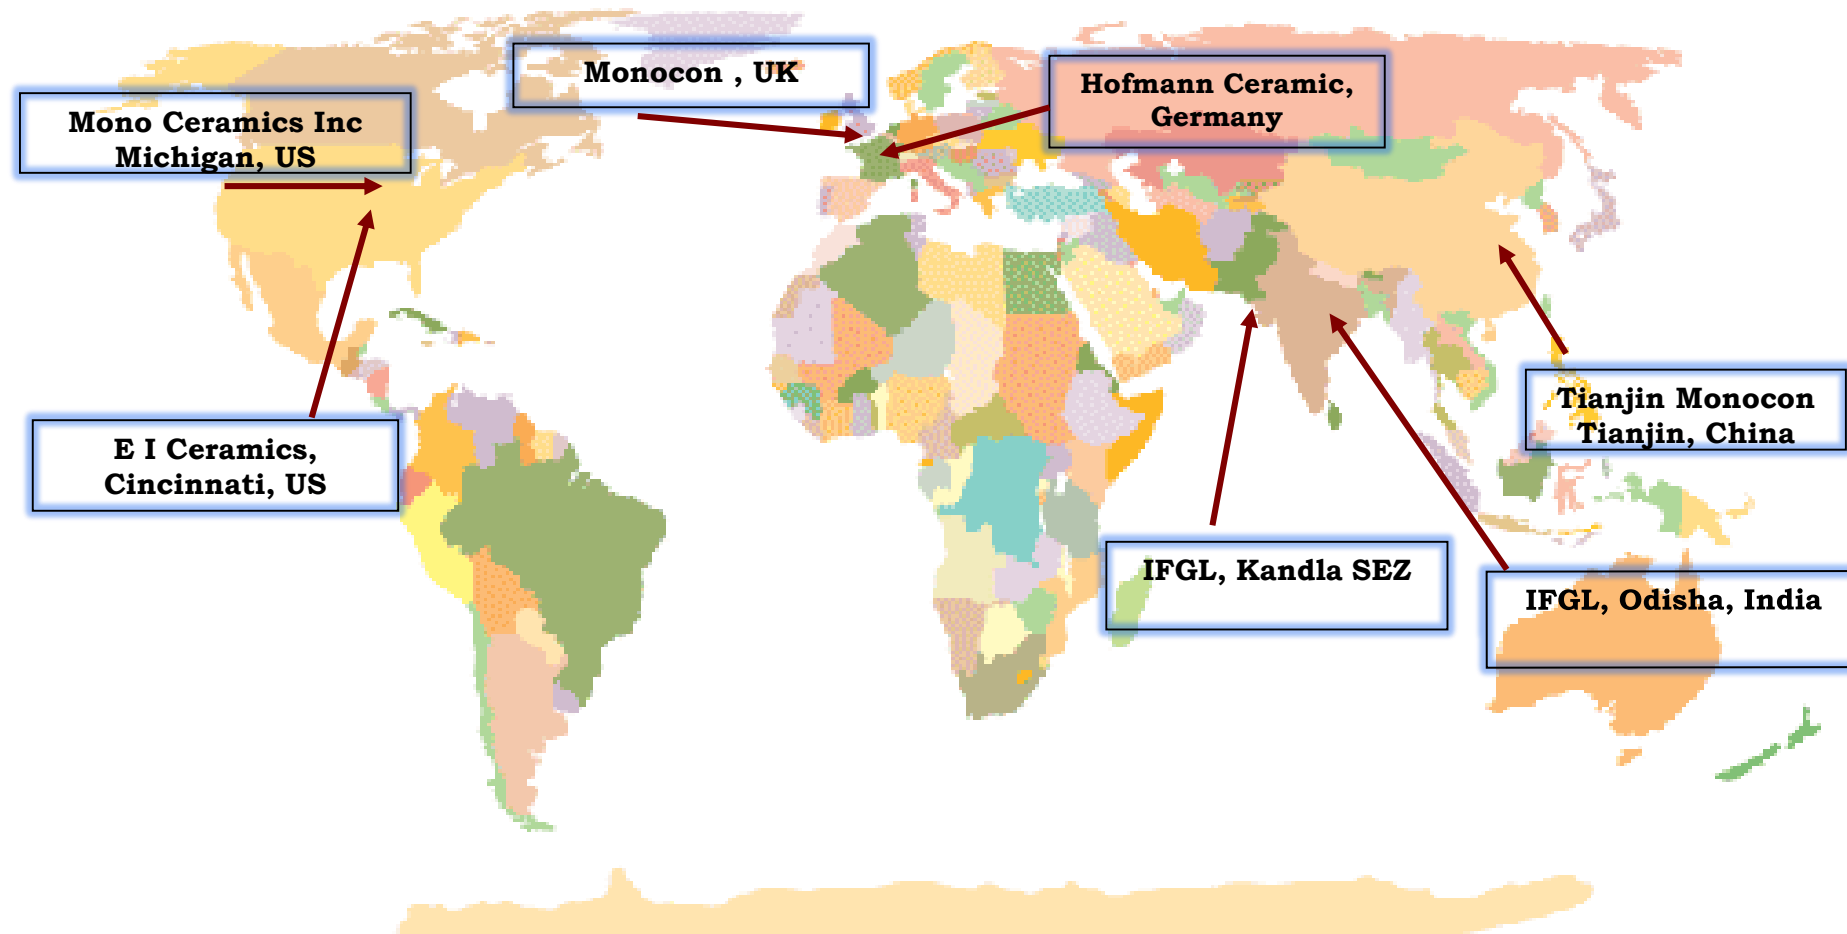 Monocon , UK
Hofmann Ceramic,
Germany
Mono Ceramics Inc
Michigan, US
Tianjin Monocon
Tianjin, China
E I Ceramics,
Cincinnati, US
IFGL, Kandla SEZ
IFGL, Odisha, India